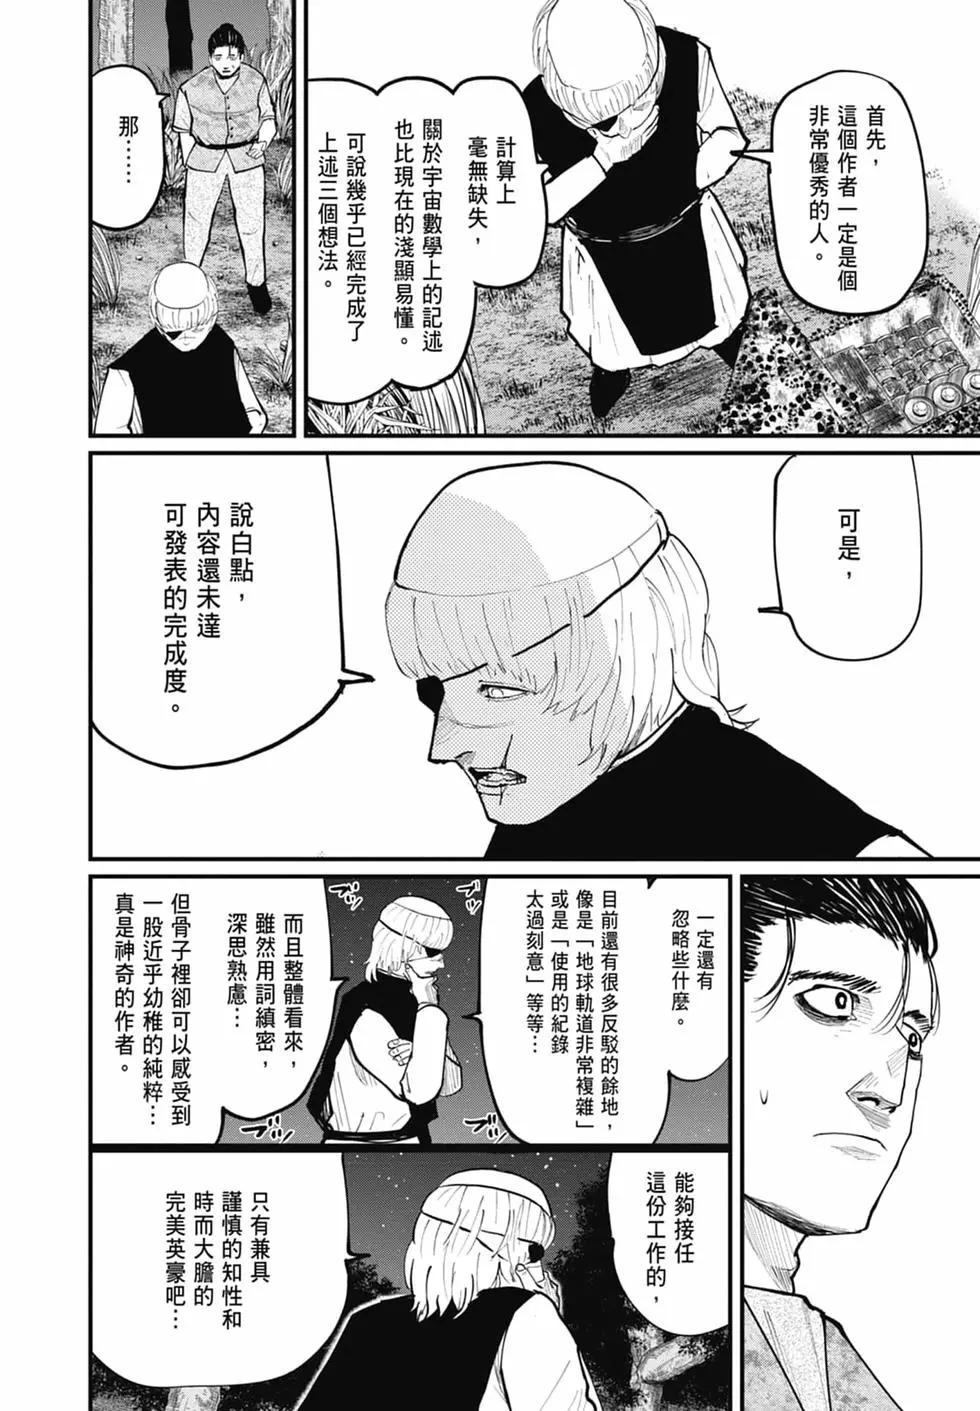 首先，
這個作者一定是個
非常優秀的人。
計算上
毫無缺失，
關於宇宙數學上的記述
也比現在的淺顯易懂。
可說幾乎已經完成了
上述三個想法。
那……
可是，
說白點，
內容還未達
可發表的完成度。
一定還有
忽略些什麼。
目前還有很多反駁的餘地，
像是「地球軌道非常複雜」
或是「使用的紀錄
太過刻意」等等…
ブツ
ブツ
而且整體看來，
雖然用詞縝密，
深思熟慮…
但骨子裡卻可以感受到
一股近乎幼稚的純粹…
真是神奇的作者。
能夠接任
這份工作的，
只有兼具
謹慎的知性和
時而大膽的
完美英豪吧…